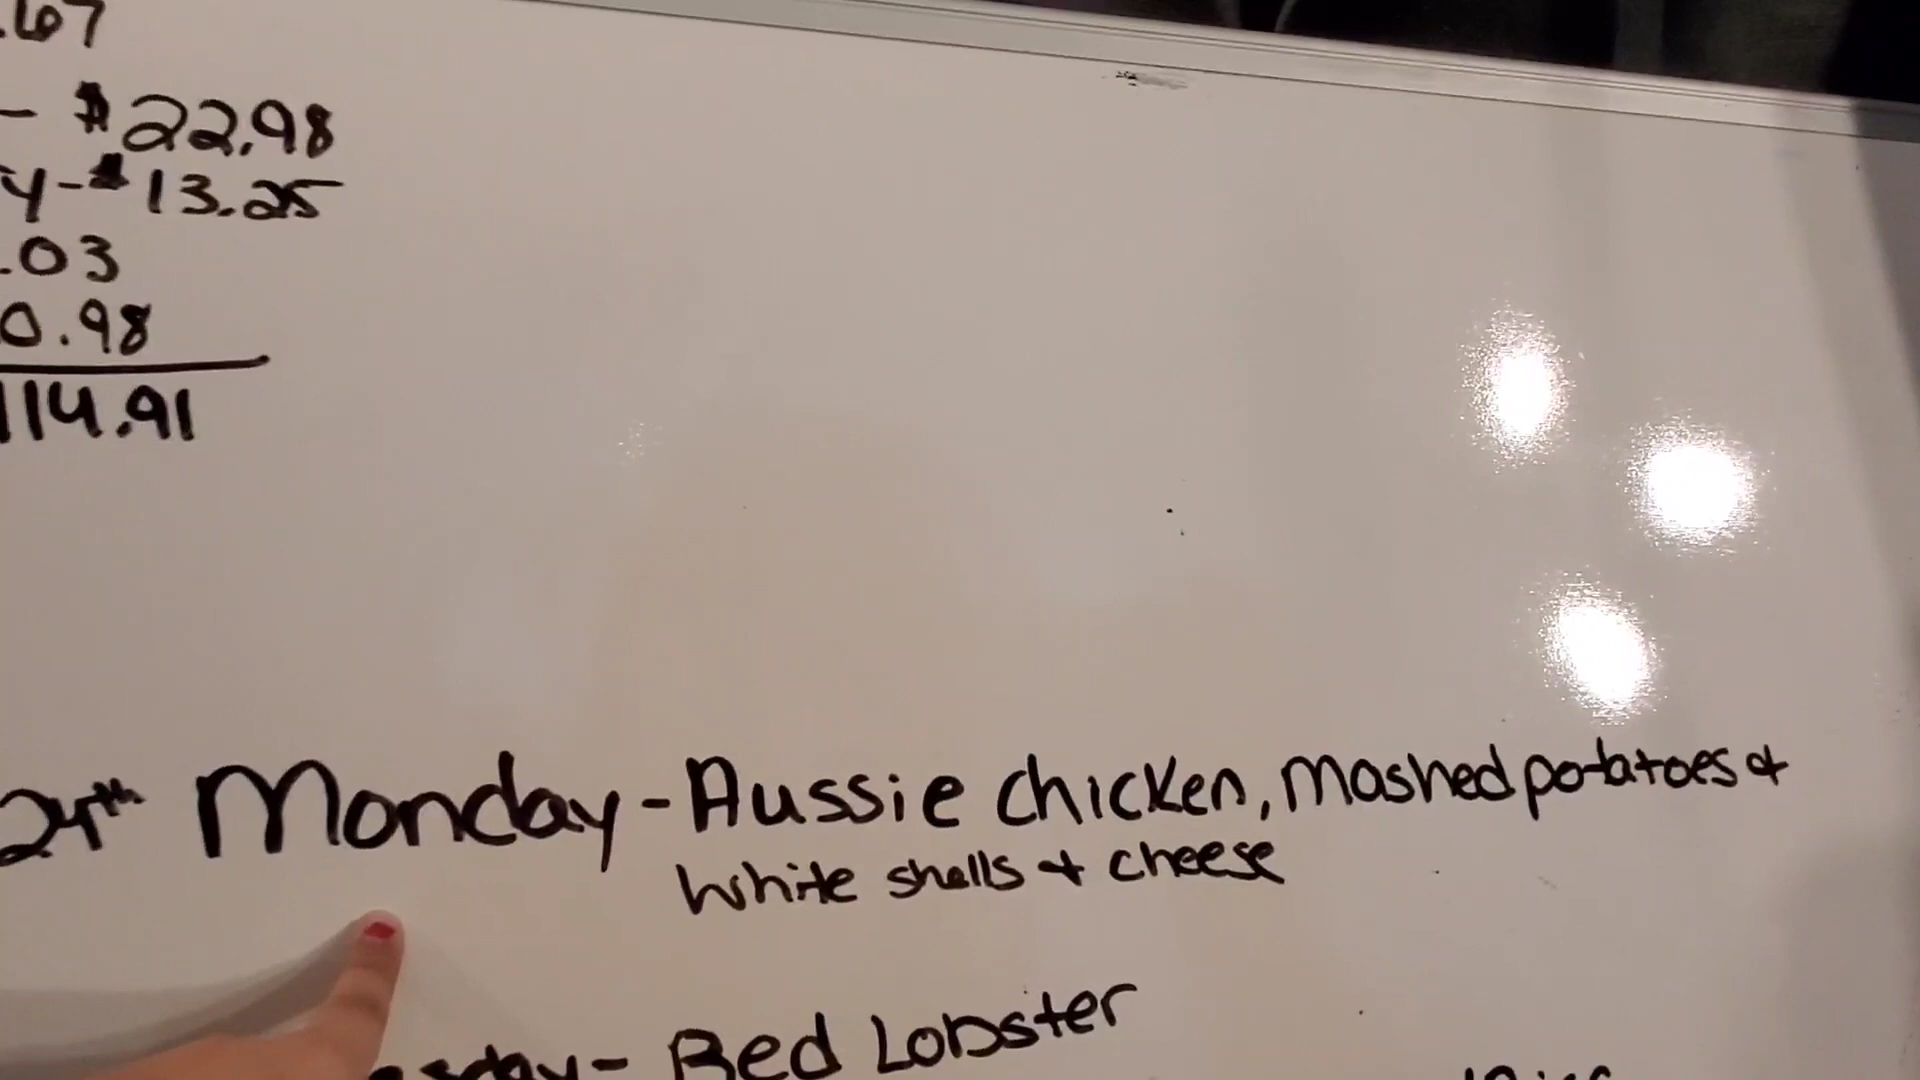 .67
- $22.98
y-$13.25
.03
0.98
114.91
24th Monday - Aussie Chicken, Mashed potatoes &
White shells & cheese
sday - Red Lobster